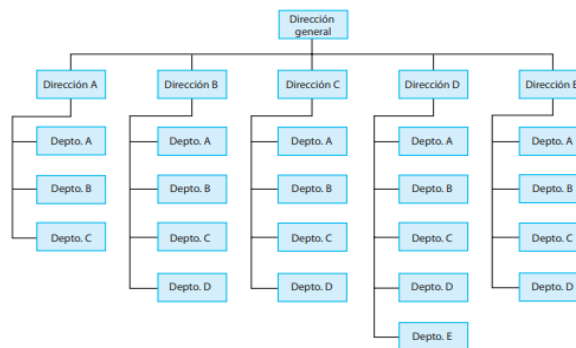 Dirección
general
Dirección A
Dirección B
Dirección C
Dirección D
Dirección E
Depto. A
Depto. A
Depto. A
Depto. A
Depto. A
Depto. B
Depto. B
Depto. B
Depto. B
Depto. B
Depto. C
Depto. C
Depto. C
Depto. C
Depto. C
Depto. D
Depto. D
Depto. D
Depto. D
Depto. E